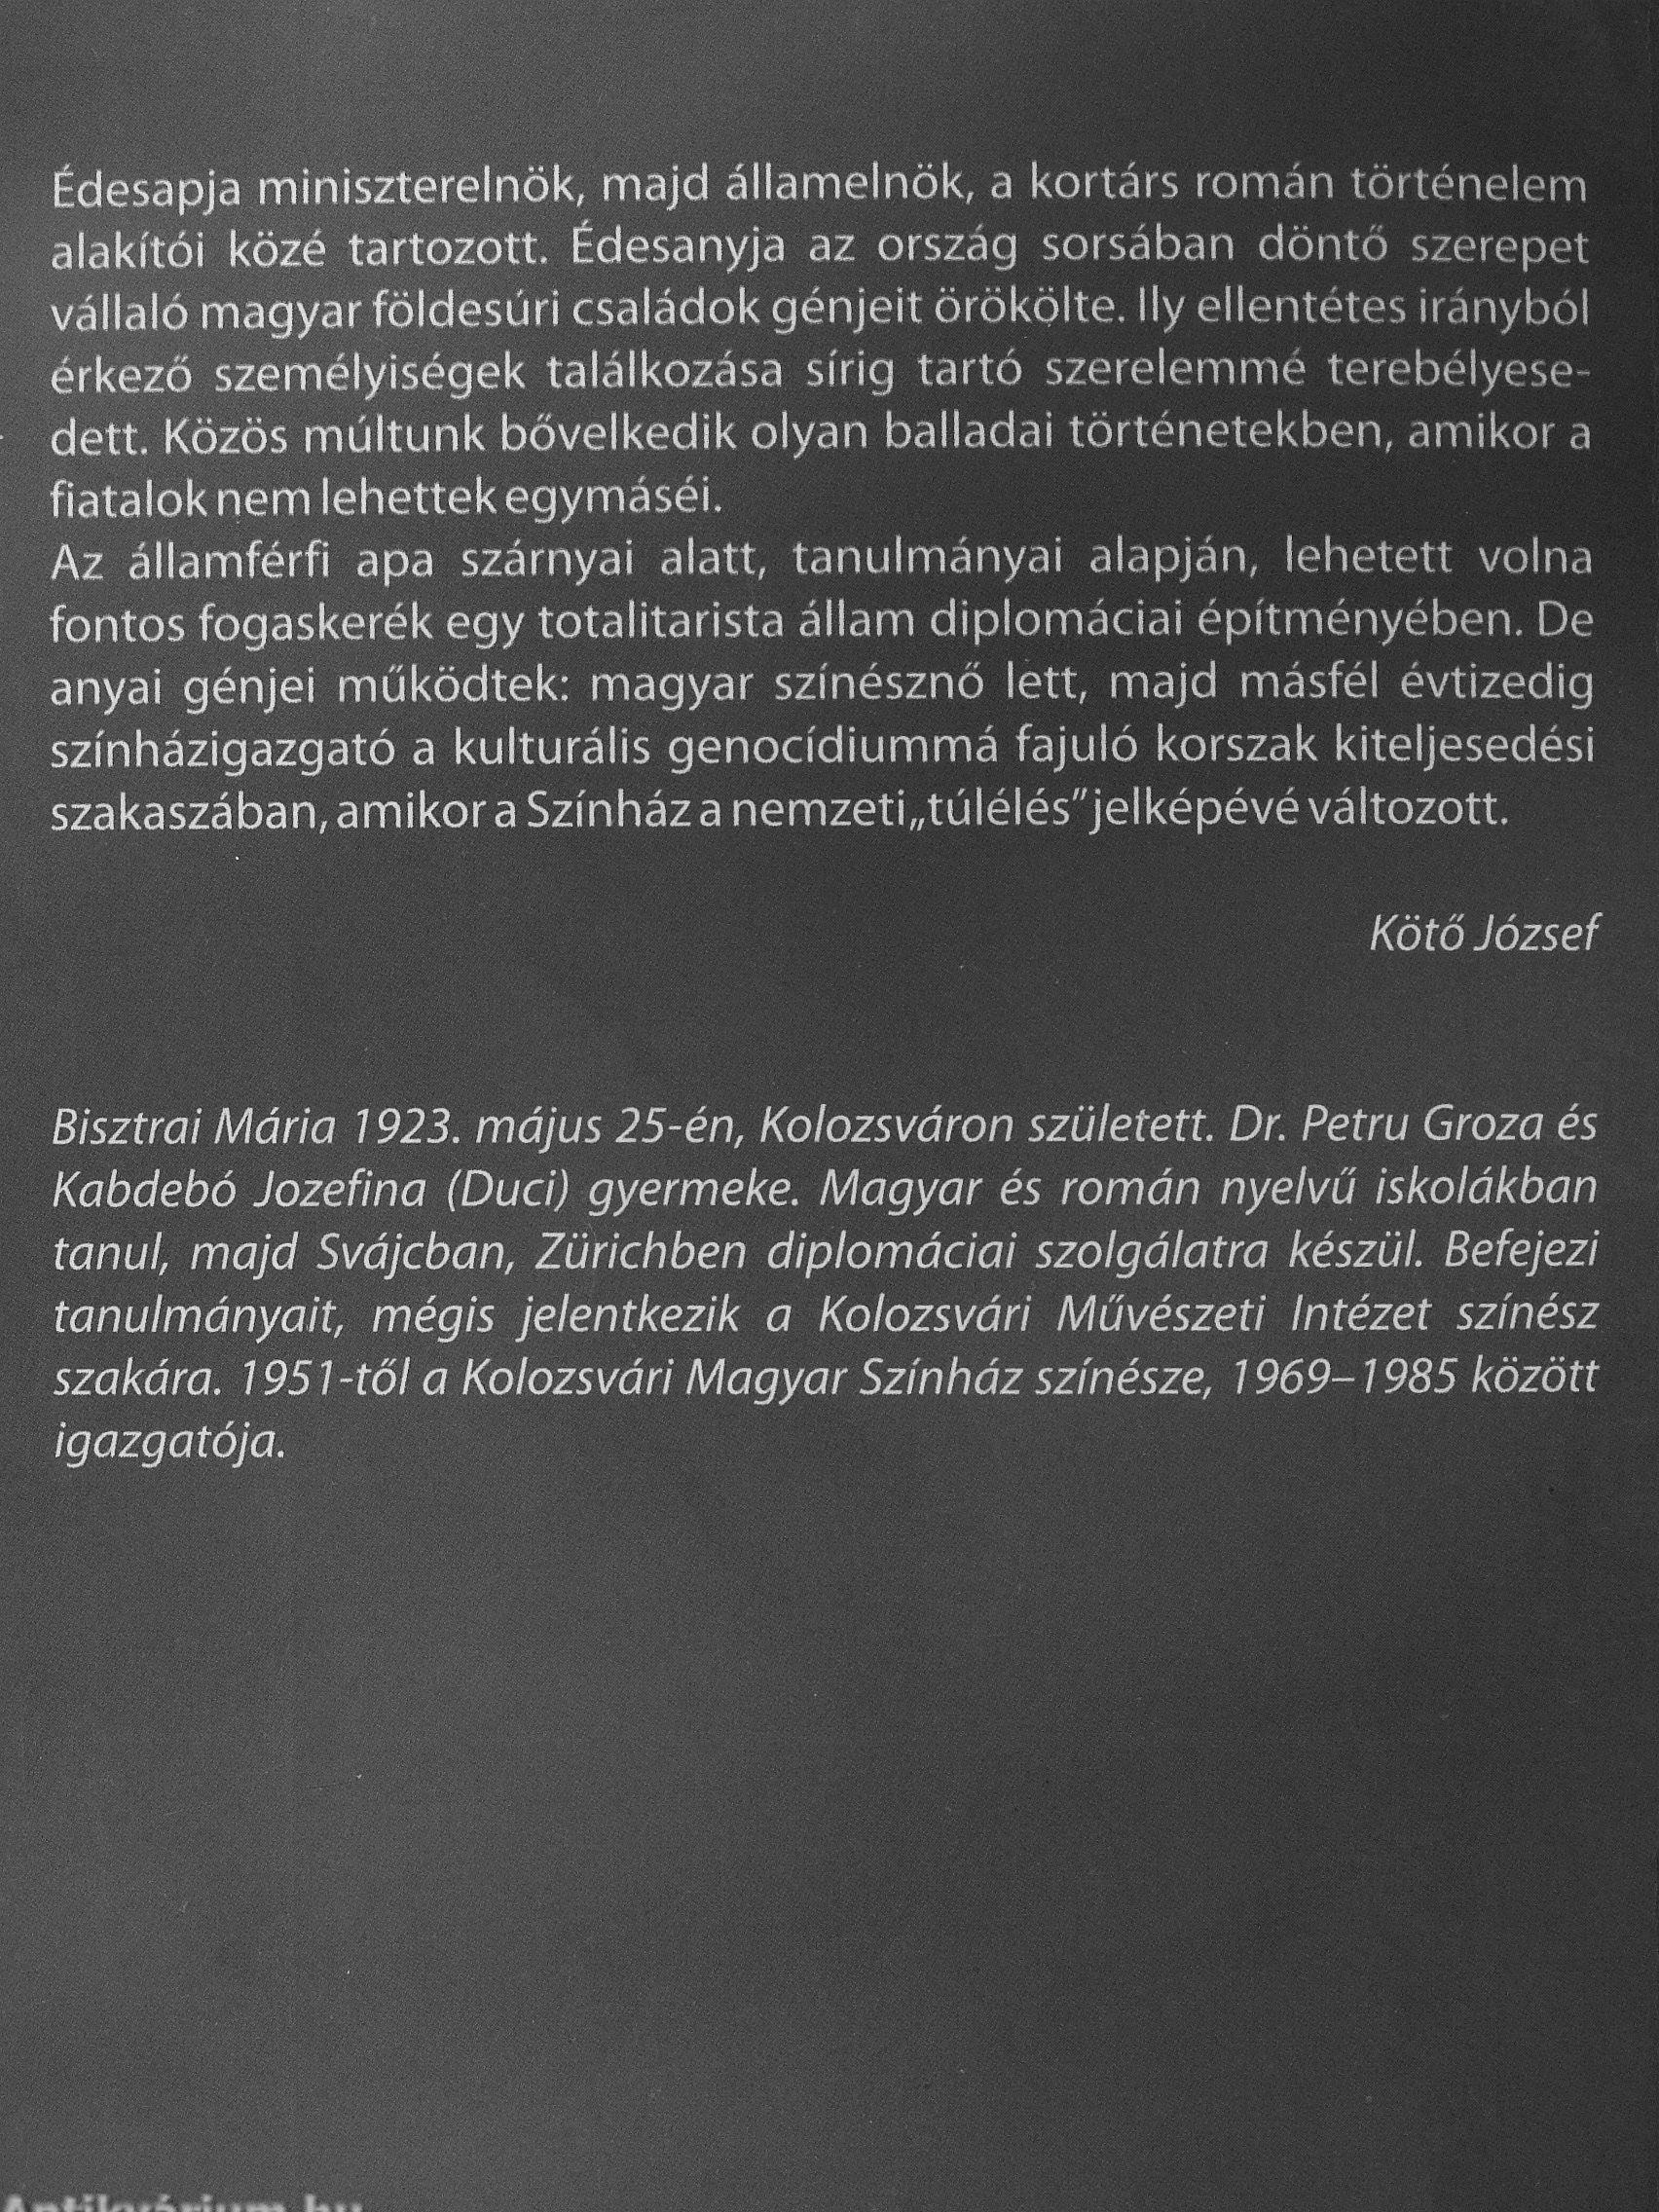 Édesapja miniszterelnök, majd államelnök, a kortárs román történelem
alakítói közé tartozott. Édesanyja az ország sorsában döntő szerepet
vállaló magyar földesúri családok génjeit örökölte. Ily ellentétes irányból
érkező személyiségek találkozása sírig tartó szerelemmé terebélyese-
dett. Közös múltunk bővelkedik olyan balladai történetekben, amikor a
fiatalok nem lehettek egymáséi.
Az államférfi apa szárnyai alatt, tanulmányai alapján, lehetett volna
fontos fogaskerék egy totalitarista állam diplomáciai építményében. De
anyai génjei működtek: magyar színésznő lett, majd másfél évtizedig
színházigazgató a kulturális genocídiummá fajuló korszak kiteljesedési
szakaszában, amikor a Színház a nemzeti „túlélés" jelképévé változott.
Kötő József
Bisztrai Mária 1923. május 25-én, Kolozsváron született. Dr. Petru Groza és
Kabdebó Jozefina (Duci) gyermeke. Magyar és román nyelvű iskolákban
tanul, majd Svájcban, Zürichben diplomáciai szolgálatra készül. Befejezi
tanulmányait, mégis jelentkezik a Kolozsvári Művészeti Intézet színész
szakára. 1951-től a Kolozsvári Magyar Színház színésze, 1969–1985 között
igazgatója.
Antikvárium.hu